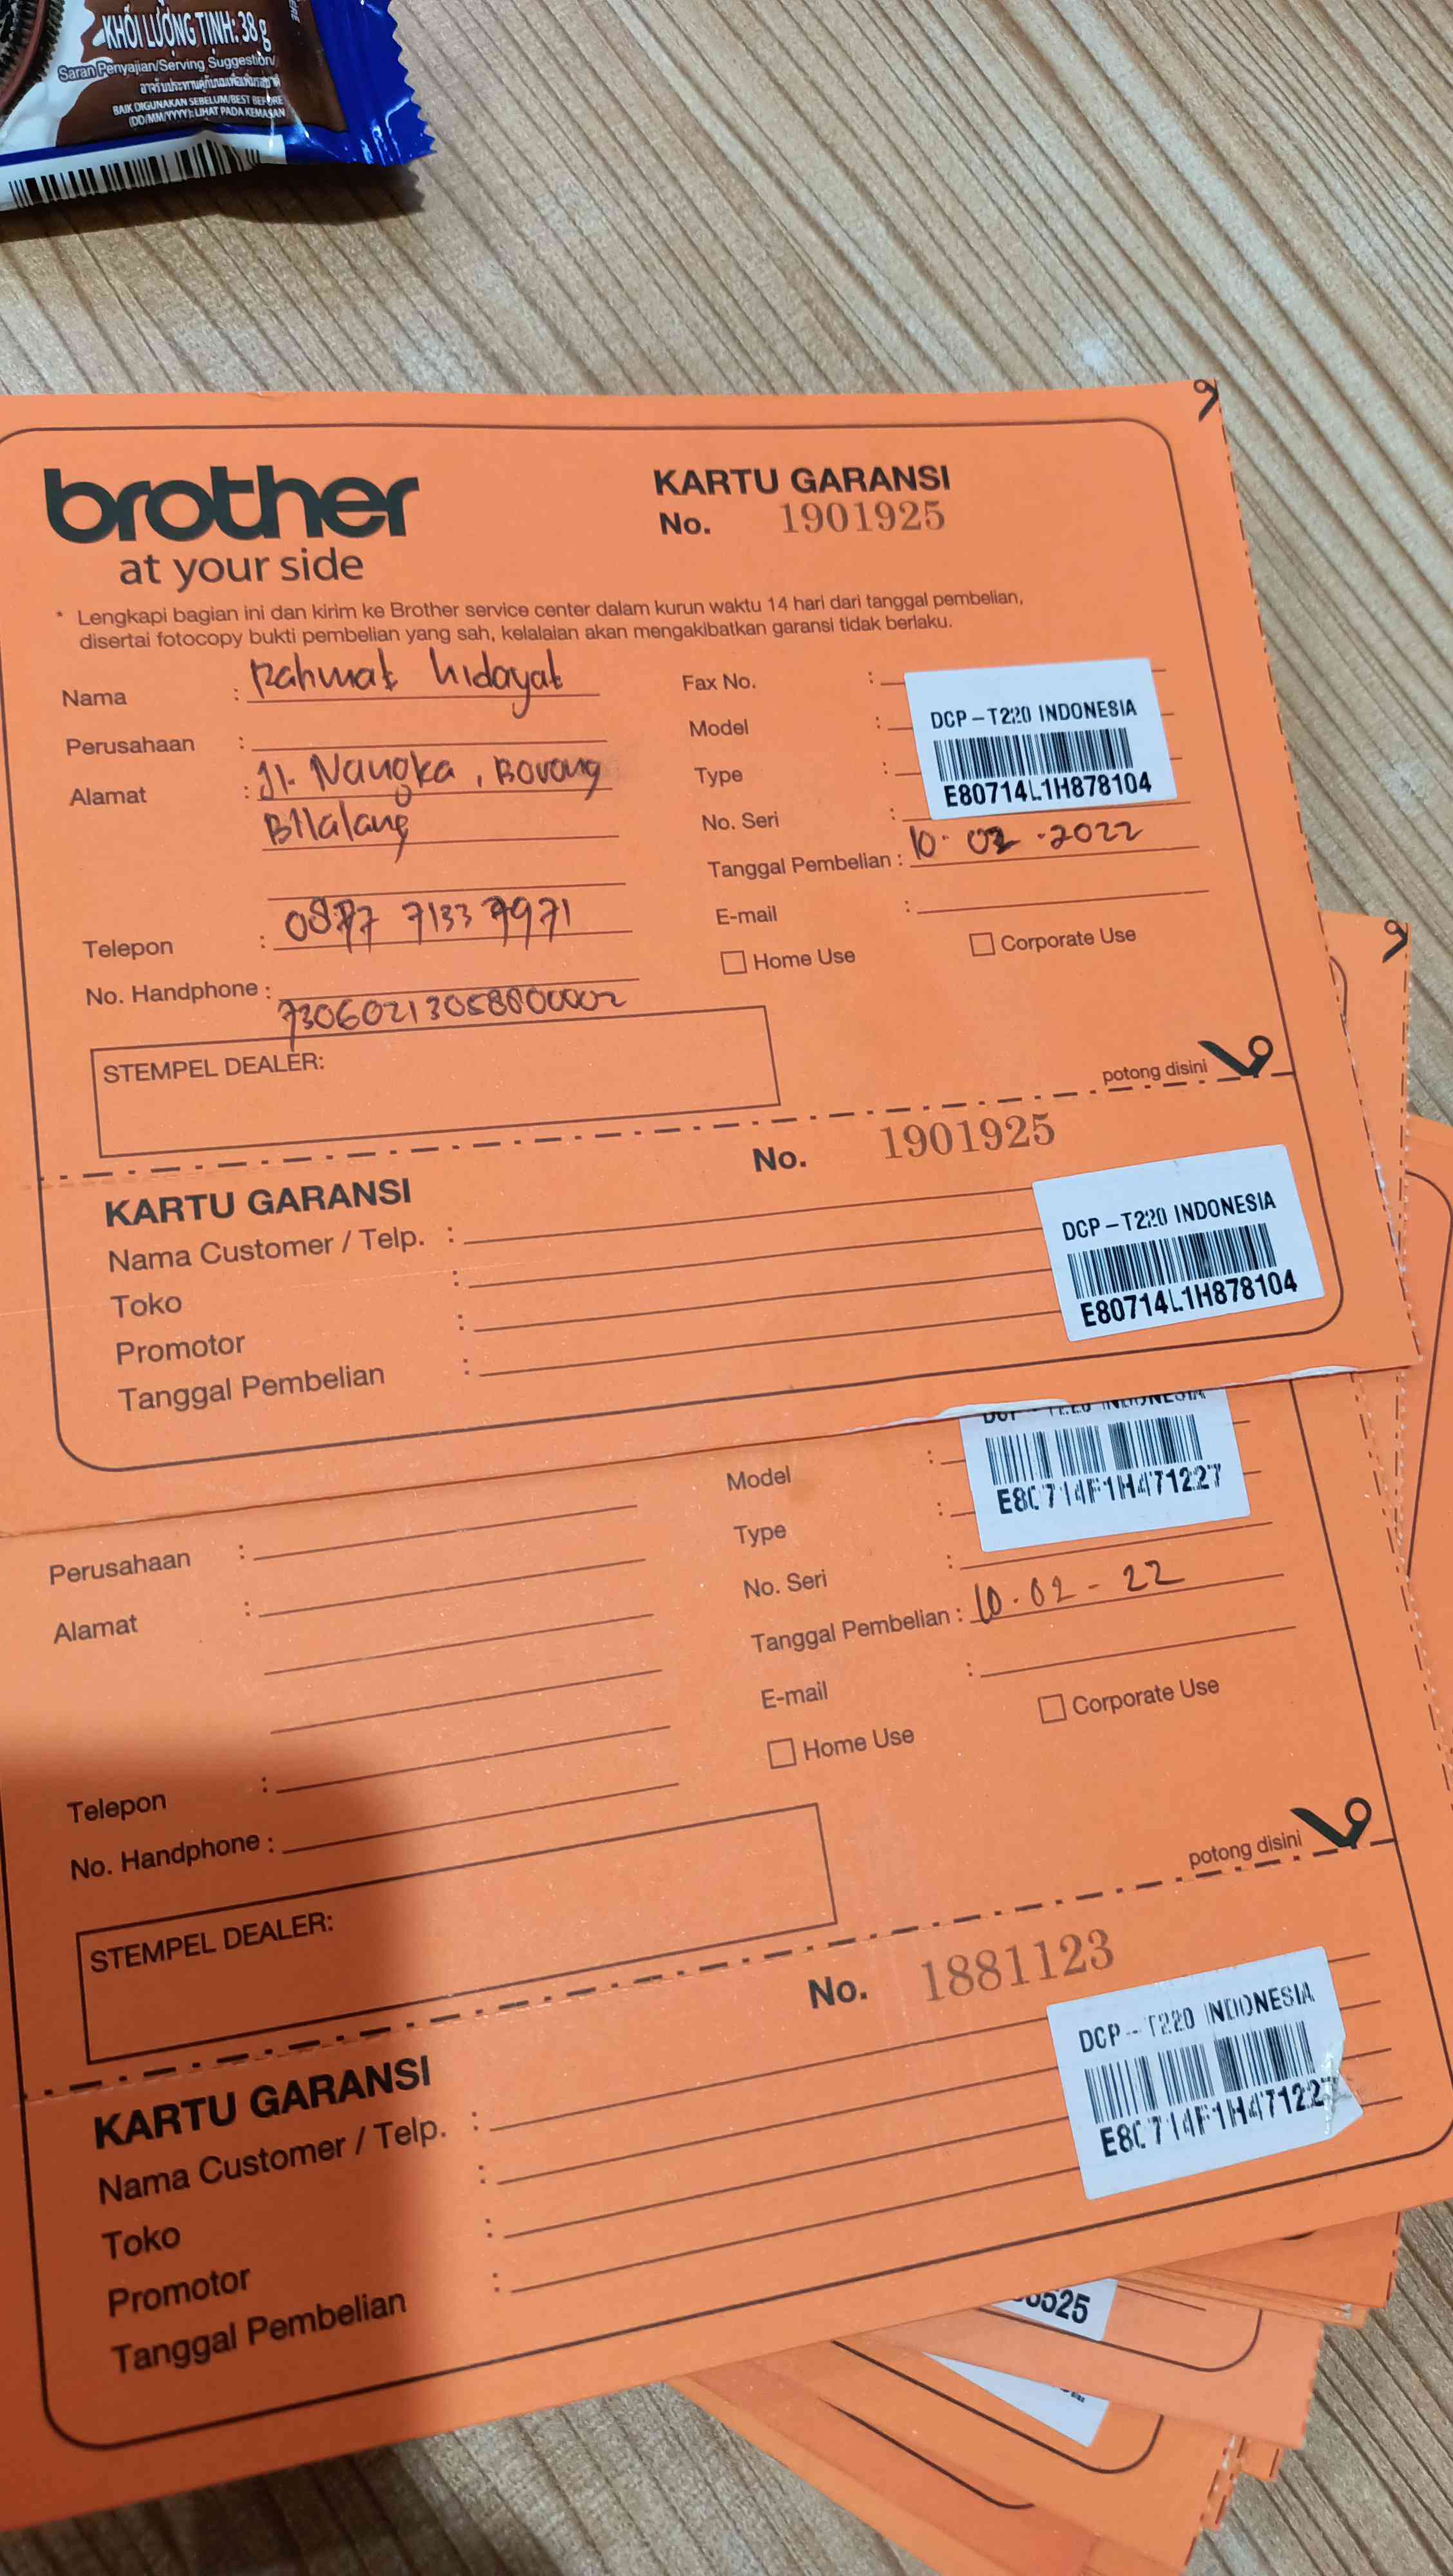 KHỐI LƯỢNG TỊNH: 38 g
Saran Penyajian/Serving Suggestion/
BAIK DIGUNAKAN SEBELUM/BEST BEFORE
(DD/MM/YYYY): LIHAT PADA KEMASAN
brother
at your side
KARTU GARANSI
No. 1901925
* Lengkapi bagian ini dan kirim ke Brother service center dalam kurun waktu 14 hari dari tanggal pembelian,
disertai fotocopy bukti pembelian yang sah, kelalaian akan mengakibatkan garansi tidak berlaku.
Nama : Rahmat hidayat
Perusahaan :
Alamat : Jl. Nangka, Borong
Bilalang
Telepon : 0877 7133 7971
No. Handphone :
7306021305880002
Fax No. :
Model :
Type :
No. Seri :
DCP-T220 INDONESIA
E80714L1H878104
Tanggal Pembelian : 10-02-2022
E-mail :
Home Use
Corporate Use
STEMPEL DEALER:
potong disini
KARTU GARANSI
No. 1901925
Nama Customer / Telp. :
Toko :
Promotor :
Tanggal Pembelian :
DCP-T220 INDONESIA
E80714L1H878104
Perusahaan :
Alamat :
Telepon :
No. Handphone :
Model :
Type :
No. Seri :
DCP-T220 INDONESIA
E80714F1H471227
Tanggal Pembelian : 10-02-22
E-mail :
Home Use
Corporate Use
STEMPEL DEALER:
potong disini
KARTU GARANSI
No. 1881123
Nama Customer / Telp. :
Toko :
Promotor :
Tanggal Pembelian :
DCP-T220 INDONESIA
E80714F1H471227
525